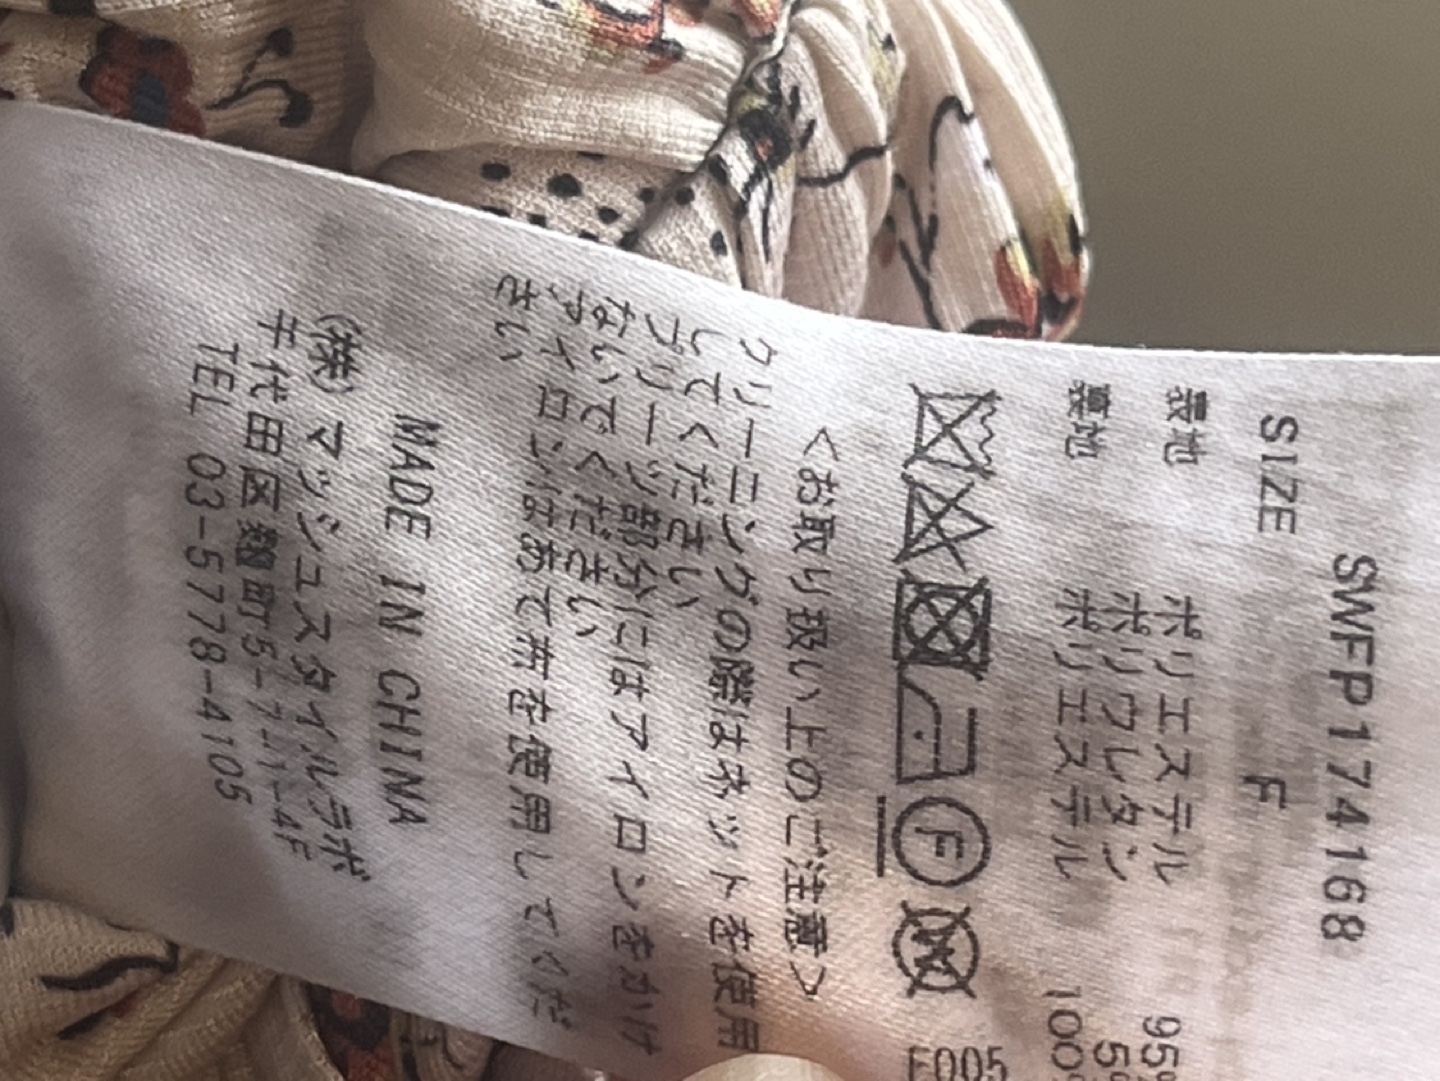 SWFP174168
SIZE F
表地 ポリエステル 95%
ポリウレタン 5%
裏地 ポリエステル 100%
E005
<お取り扱い上のご注意>
クリーニングの際はネットを使用
してください
プリーツ部分にはアイロンをかけ
ないでください
アイロンはあて布を使用してくだ
さい
MADE IN CHINA
(株)マッシュスタイルラボ
千代田区麹町5-7-1-4F
TEL 03-5778-4105